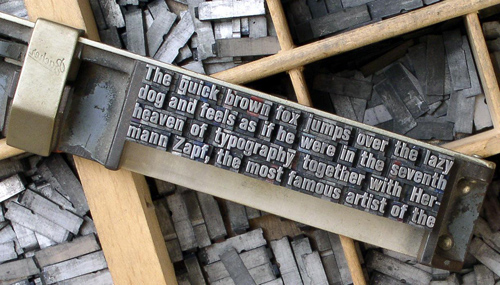 The quick brown fox jumps over the lazy
dog and feels as if he were in the seventh
heaven of typography together with Her-
mann Zapf, the most famous artist of the